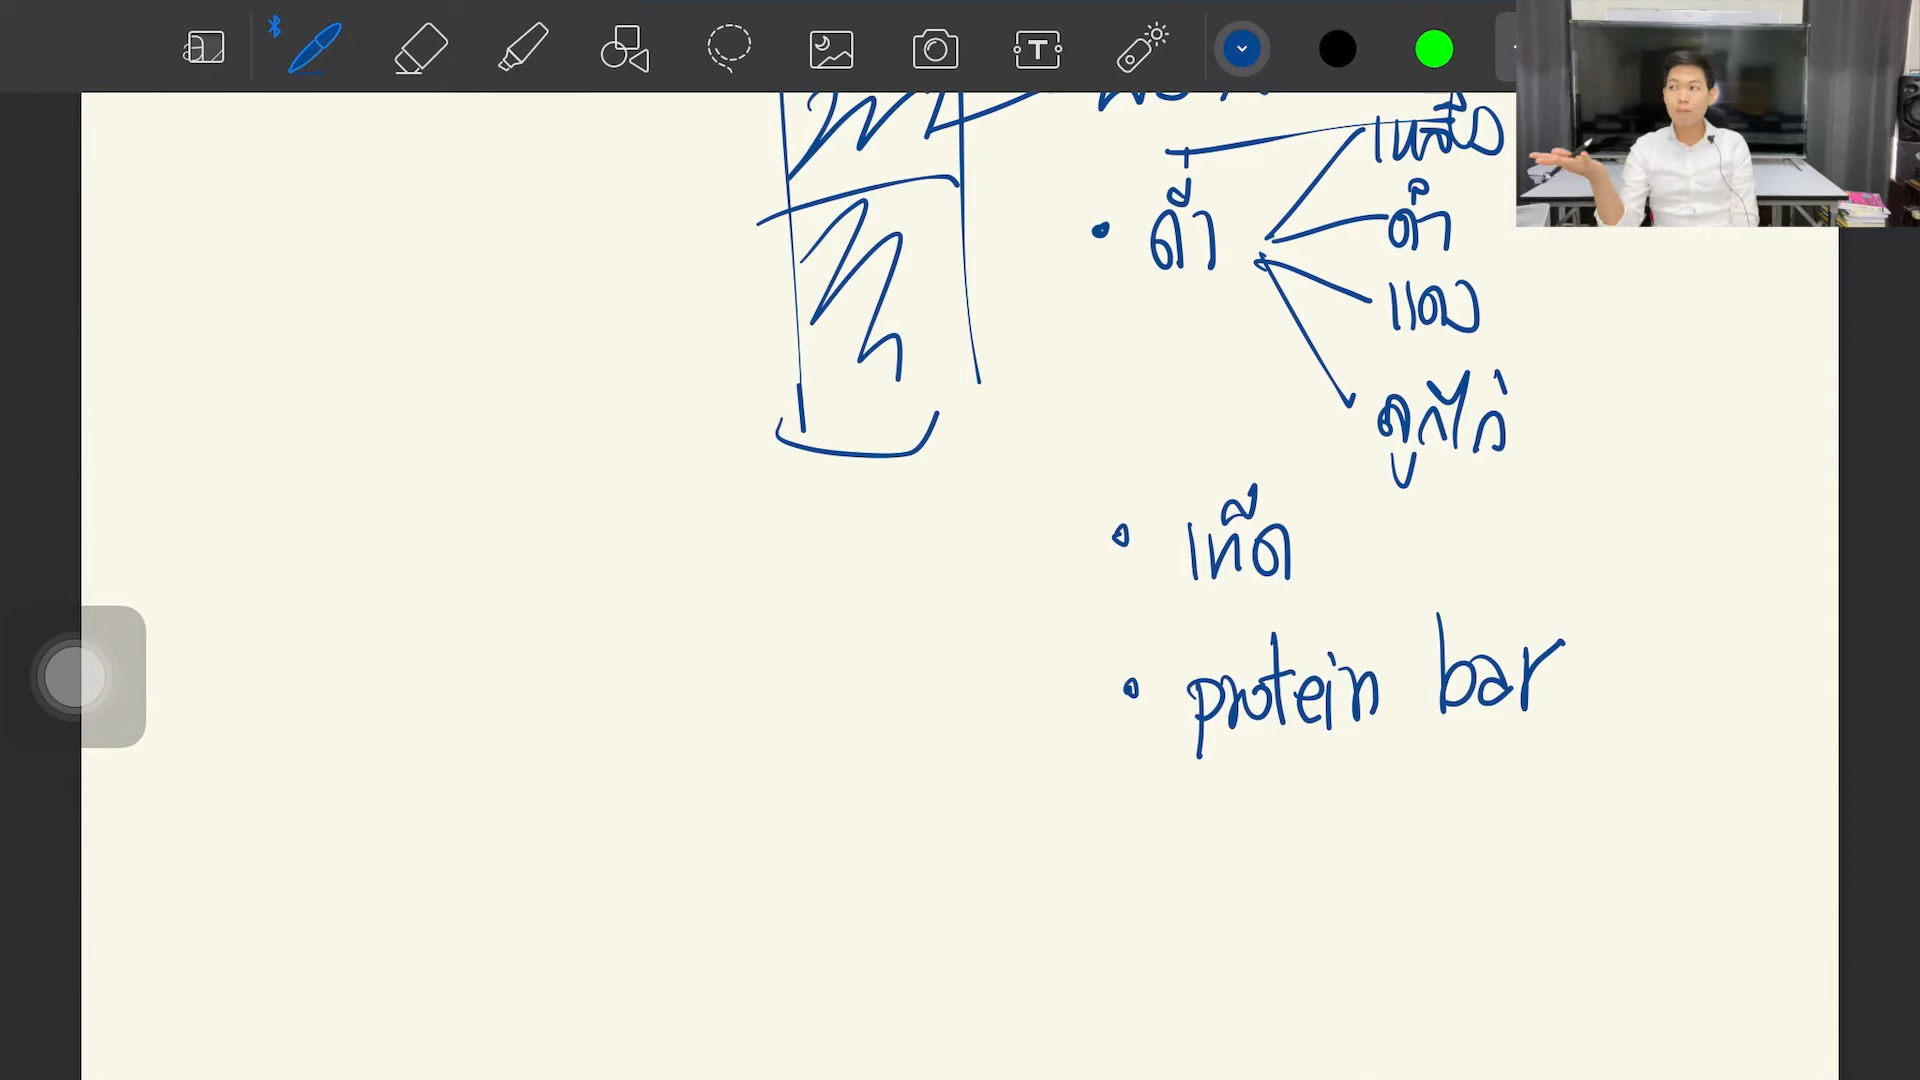 เหลือง
• ถั่ว
ดำ
แดง
ลูกไก่
• เห็ด
• protein bar